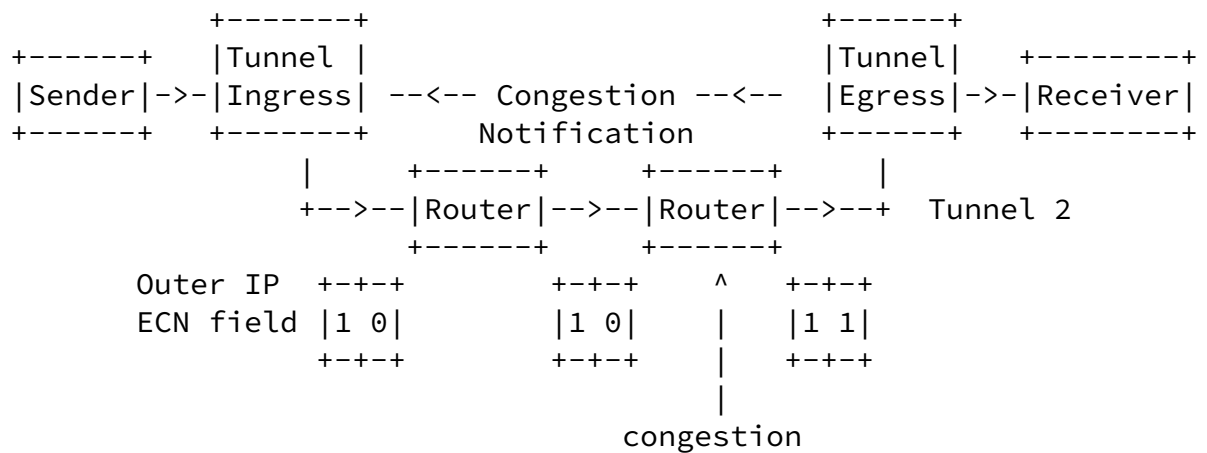 +-------+                              +------+
+------+   |Tunnel |                              |Tunnel|   +--------+
|Sender|->-|Ingress| --<-- Congestion --<--  |Egress|->-|Receiver|
+------+   +-------+      Notification       +------+   +--------+
                |     +------+     +------+     |
                +-->--|Router|-->--|Router|-->--+  Tunnel 2
                      +------+     +------+
       Outer IP  +-+-+        +-+-+    ^   +-+-+
       ECN field |1 0|        |1 0|    |   |1 1|
                 +-+-+        +-+-+    |   +-+-+
                                       |
                                  congestion